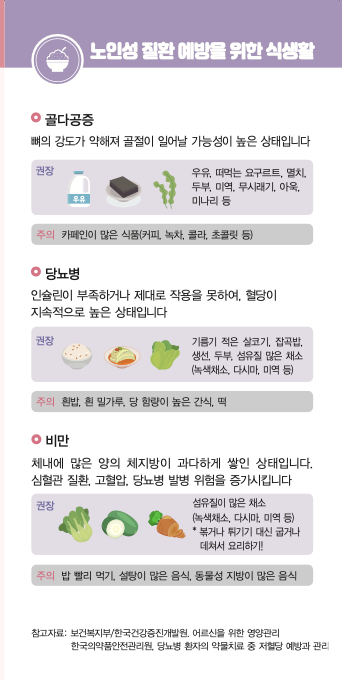 노인성 질환 예방을 위한 식생활
골다공증
뼈의 강도가 약해져 골절이 일어날 가능성이 높은 상태입니다
권장
우유
우유, 떠먹는 요구르트, 멸치,
두부, 미역, 무시래기, 아욱,
미나리 등
주의 카페인이 많은 식품(커피, 녹차, 콜라, 초콜릿 등)
당뇨병
인슐린이 부족하거나 제대로 작용을 못하여, 혈당이
지속적으로 높은 상태입니다
권장
기름기 적은 살코기, 잡곡밥,
생선, 두부, 섬유질 많은 채소
(녹색채소, 다시마, 미역 등)
주의 흰밥, 흰 밀가루, 당 함량이 높은 간식, 떡
비만
체내에 많은 양의 체지방이 과다하게 쌓인 상태입니다.
심혈관 질환, 고혈압, 당뇨병 발병 위험을 증가시킵니다
권장
섬유질이 많은 채소
(녹색채소, 다시마, 미역 등)
* 볶거나 튀기기 대신 굽거나
데쳐서 요리하기!
주의 밥 빨리 먹기, 설탕이 많은 음식, 동물성 지방이 많은 음식
참고자료: 보건복지부/한국건강증진개발원, 어르신을 위한 영양관리
한국의약품안전관리원, 당뇨병 환자의 약물치료 중 저혈당 예방과 관리